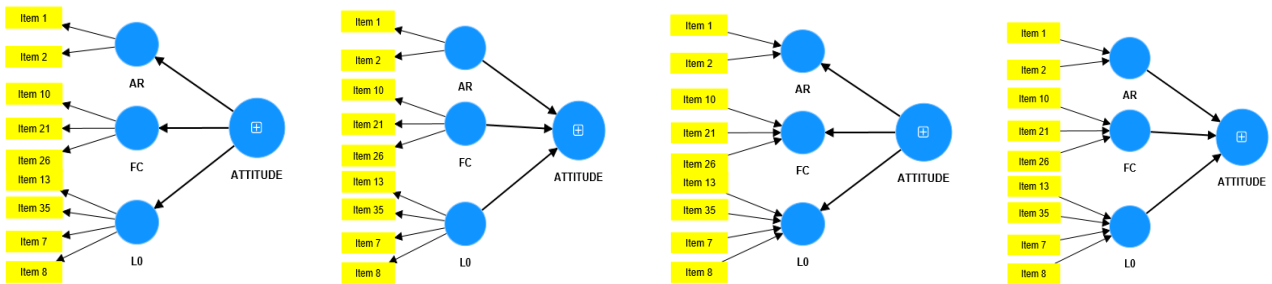 Item 1
Item 2
AR
Item 10
Item 21
Item 26
FC
ATTITUDE
Item 13
Item 35
Item 7
Item 8
L0
Item 1
Item 2
AR
Item 10
Item 21
Item 26
FC
ATTITUDE
Item 13
Item 35
Item 7
Item 8
L0
Item 1
Item 2
AR
Item 10
Item 21
Item 26
FC
ATTITUDE
Item 13
Item 35
Item 7
Item 8
L0
Item 1
Item 2
AR
Item 10
Item 21
Item 26
FC
ATTITUDE
Item 13
Item 35
Item 7
Item 8
L0